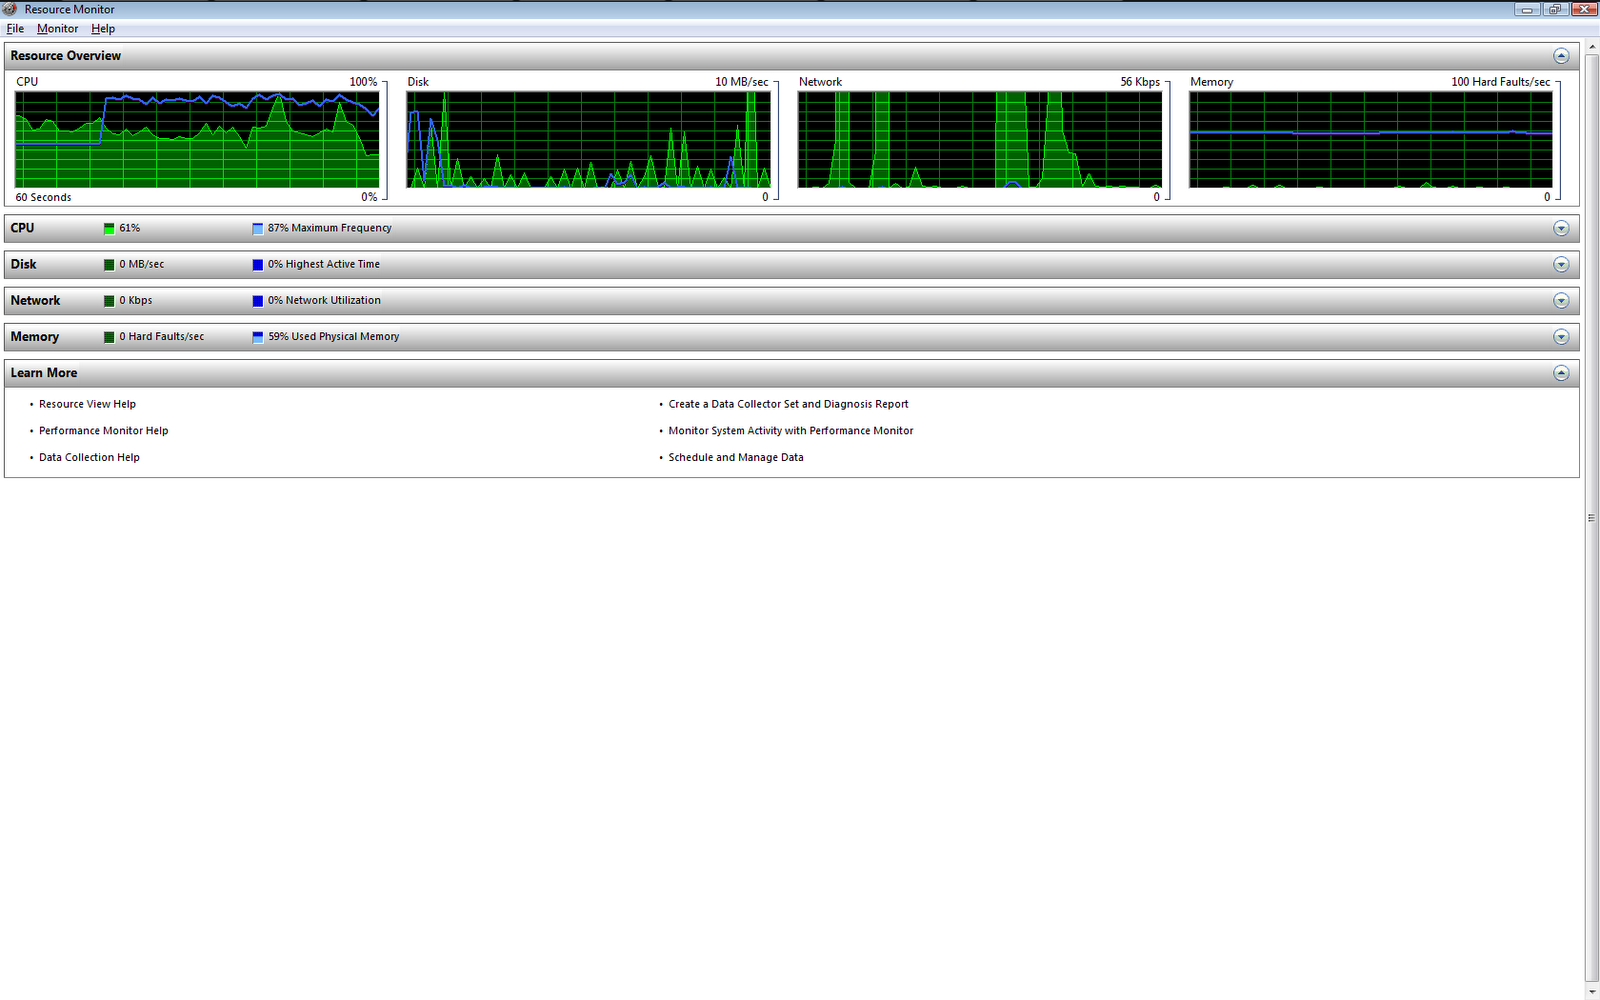 Resource Monitor
File Monitor Help
Resource Overview
CPU 100% Disk 10 MB/sec Network 56 Kbps Memory 100 Hard Faults/sec
60 Seconds 0% 0 0 0
CPU 61% 87% Maximum Frequency
Disk 0 MB/sec 0% Highest Active Time
Network 0 Kbps 0% Network Utilization
Memory 0 Hard Faults/sec 59% Used Physical Memory
Learn More
• Resource View Help • Create a Data Collector Set and Diagnosis Report
• Performance Monitor Help • Monitor System Activity with Performance Monitor
• Data Collection Help • Schedule and Manage Data